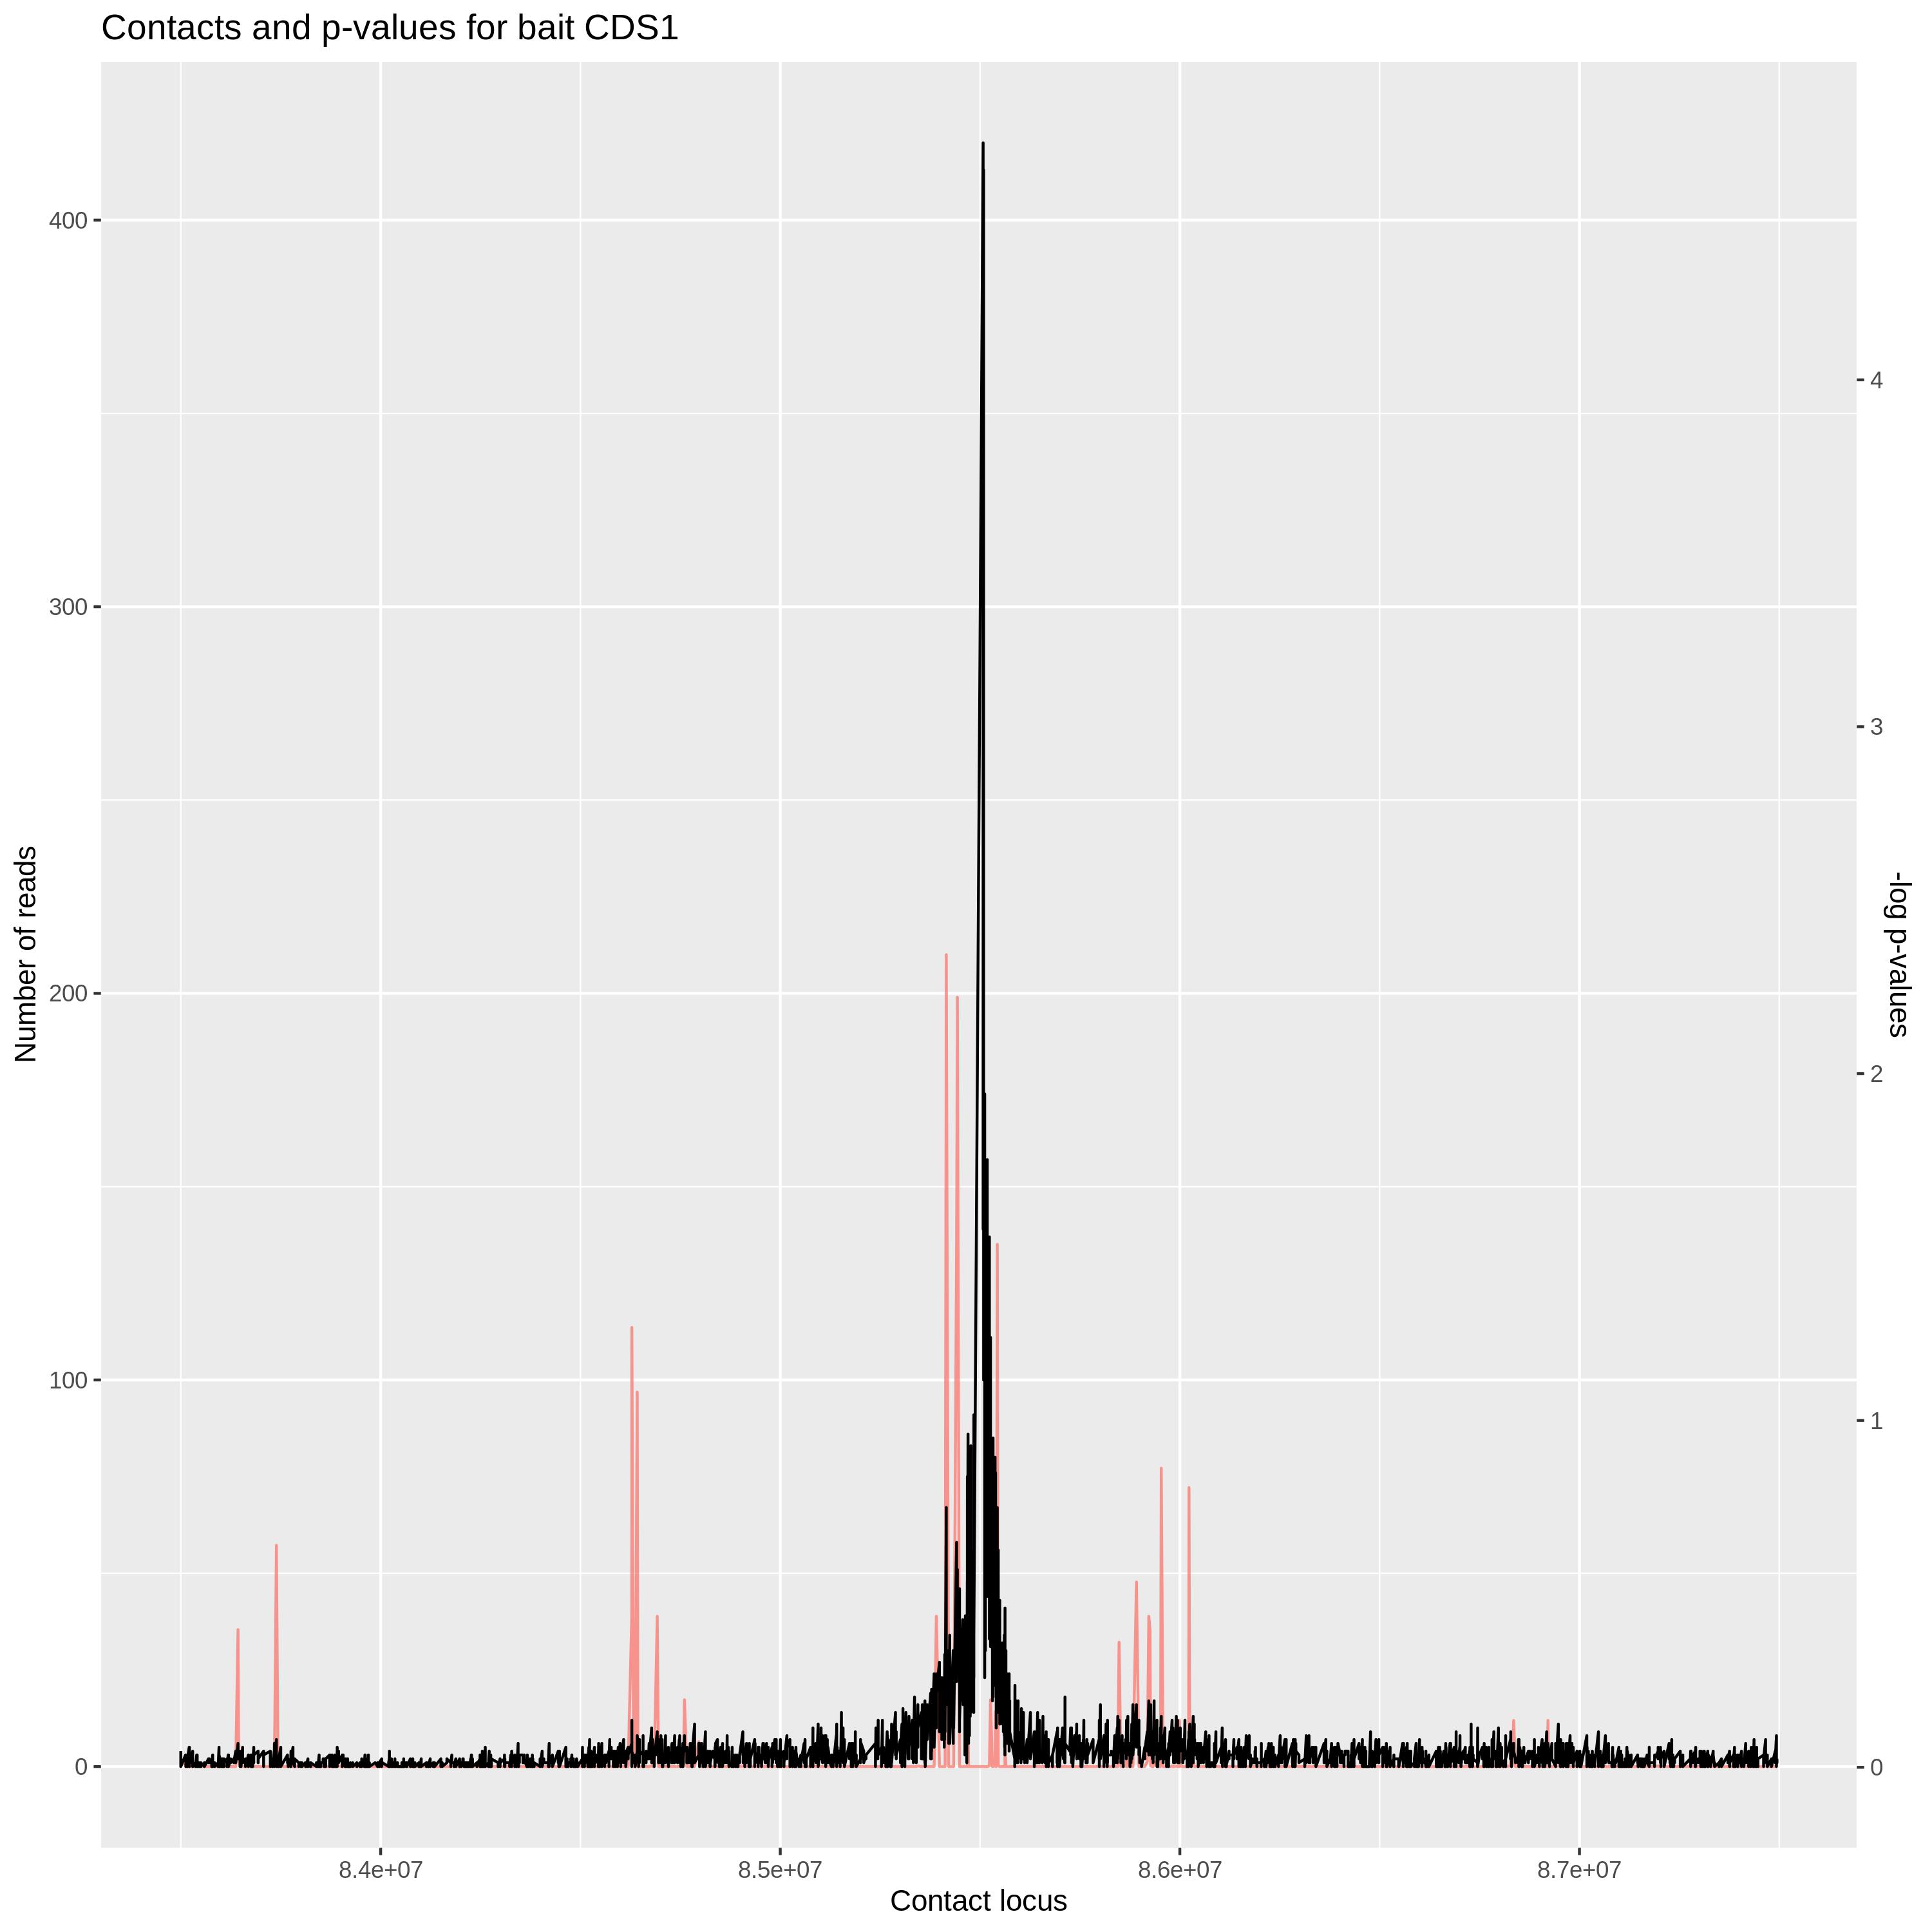 Contacts and p-values for bait CDS1
Number of reads
400
300
200
100
0
4
3
2
1
0
-log p-values
8.4e+07 8.5e+07 8.6e+07 8.7e+07
Contact locus